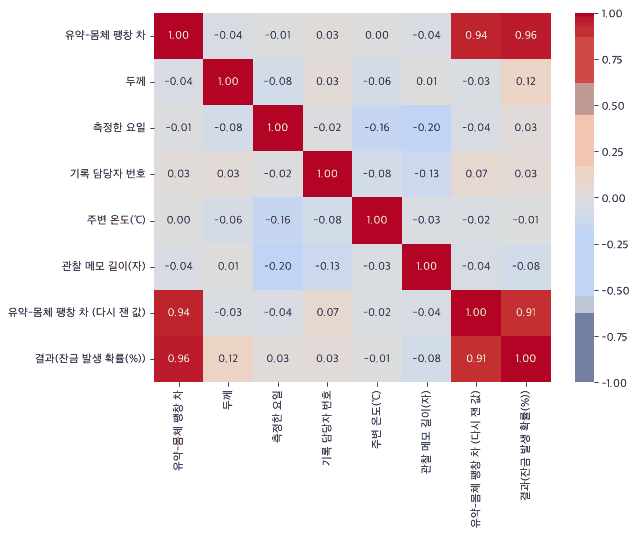 유약-몸체 팽창 차 1.00 -0.04 -0.01 0.03 0.00 -0.04 0.94 0.96
두께 -0.04 1.00 -0.08 0.03 -0.06 0.01 -0.03 0.12
측정한 요일 -0.01 -0.08 1.00 -0.02 -0.16 -0.20 -0.04 0.03
기록 담당자 번호 0.03 0.03 -0.02 1.00 -0.08 -0.13 0.07 0.03
주변 온도(℃) 0.00 -0.06 -0.16 -0.08 1.00 -0.03 -0.02 -0.01
관찰 메모 길이(자) -0.04 0.01 -0.20 -0.13 -0.03 1.00 -0.04 -0.08
유약-몸체 팽창 차 (다시 잰 값) 0.94 -0.03 -0.04 0.07 -0.02 -0.04 1.00 0.91
결과(잔금 발생 확률(%)) 0.96 0.12 0.03 0.03 -0.01 -0.08 0.91 1.00
유약-몸체 팽창 차
두께
측정한 요일
기록 담당자 번호
주변 온도(℃)
관찰 메모 길이(자)
유약-몸체 팽창 차 (다시 잰 값)
결과(잔금 발생 확률(%))
1.00
0.75
0.50
0.25
0.00
-0.25
-0.50
-0.75
-1.00